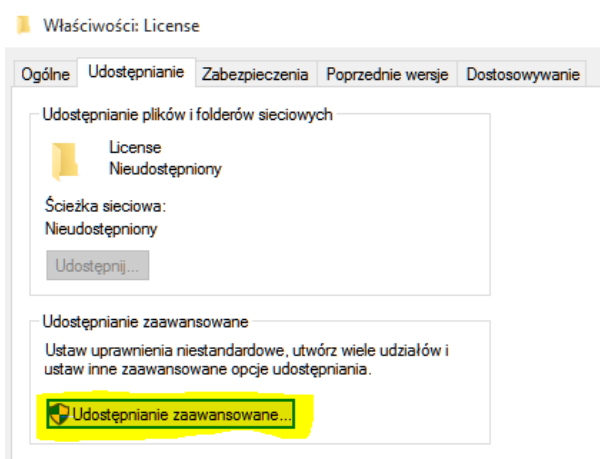 Właściwości: License
Ogólne Udostępnianie Zabezpieczenia Poprzednie wersje Dostosowywanie
Udostępnianie plików i folderów sieciowych
License
Nieudostępniony
Ścieżka sieciowa:
Nieudostępniony
Udostępnij...
Udostępnianie zaawansowane
Ustaw uprawnienia niestandardowe, utwórz wiele udziałów i
ustaw inne zaawansowane opcje udostępniania.
Udostępnianie zaawansowane...